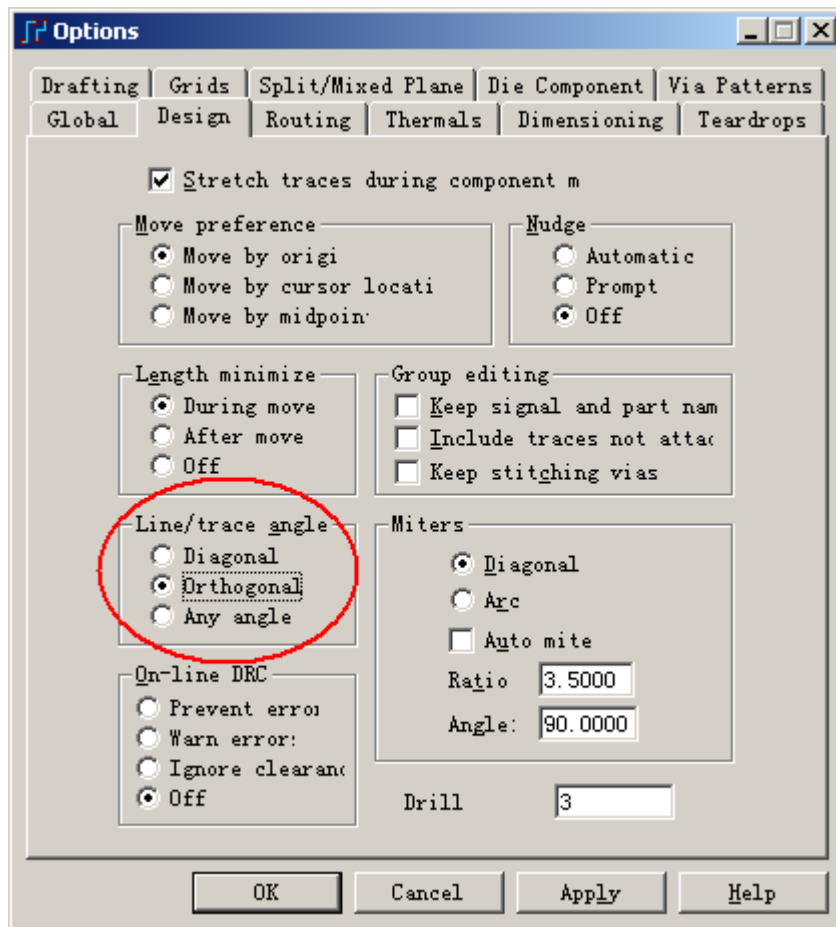 Options
Drafting Grids Split/Mixed Plane Die Component Via Patterns
Global Design Routing Thermals Dimensioning Teardrops
Stretch traces during component m
Move preference
Move by origi
Move by cursor locati
Move by midpoin
Nudge
Automatic
Prompt
Off
Length minimize
During move
After move
Off
Group editing
Keep signal and part nam
Include traces not attac
Keep stitching vias
Line/trace angle
Diagonal
Orthogonal
Any angle
Miters
Diagonal
Arc
Auto mite
Ratio 3.5000
Angle: 90.0000
On-line DRC
Prevent error
Warn error:
Ignore clearanc
Off
Drill 3
OK Cancel Apply Help